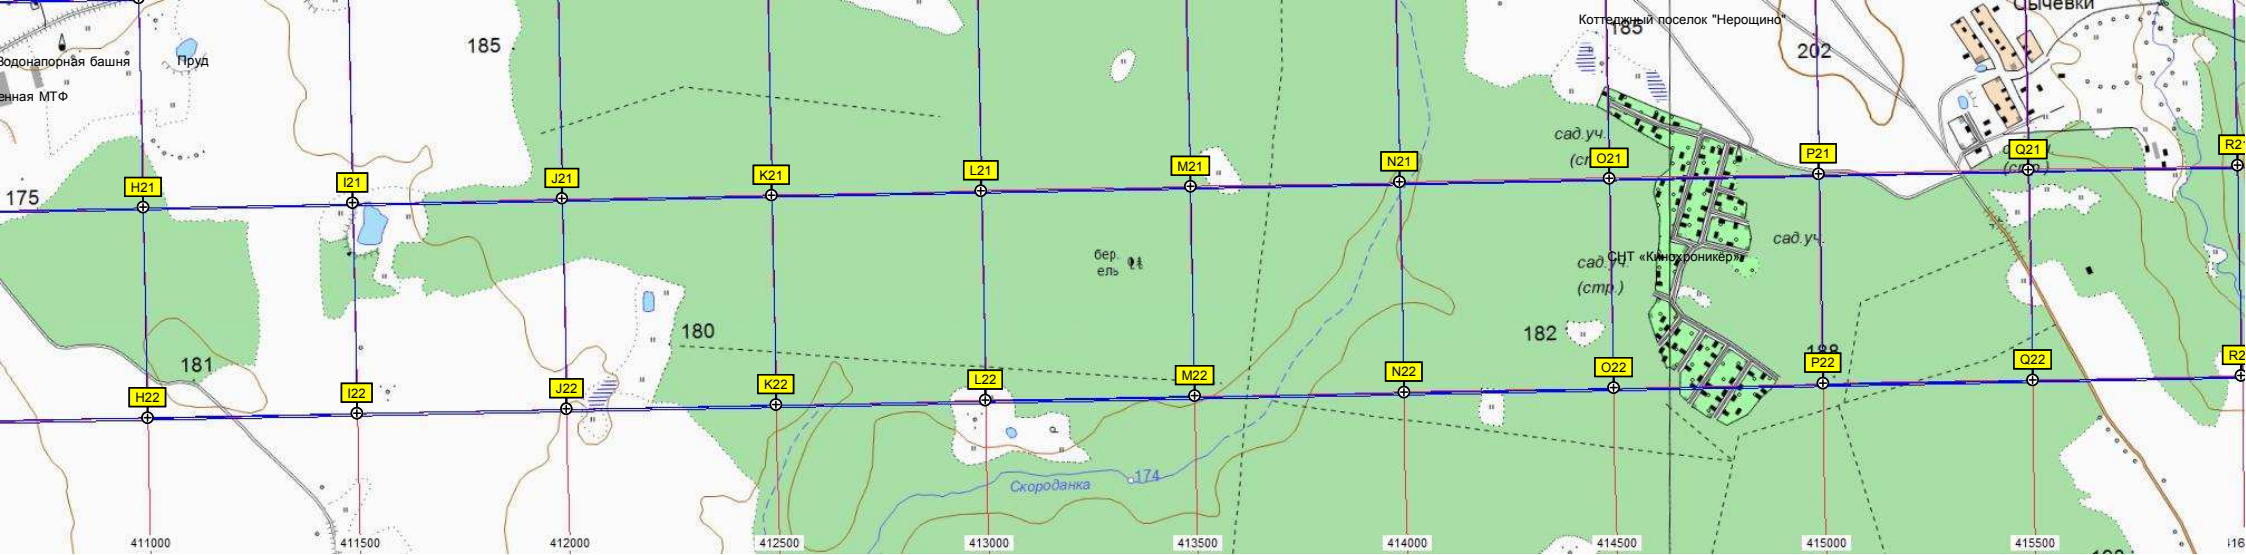 Сычевки
Коттеджный поселок "Нерощино"
185
185
202
Водонапорная башня
Пруд
енная МТФ
сад.уч.
175
H21
I21
J21
K21
L21
M21
N21
O21
P21
Q21
R21
сад.уч.
бер.
ель
сад.уч.
СНТ «Кинохроникёр»
(стр.)
180
182
181
188
H22
I22
J22
K22
L22
M22
N22
O22
P22
Q22
174
Скороданка
411000
411500
412000
412500
413000
413500
414000
414500
415000
415500